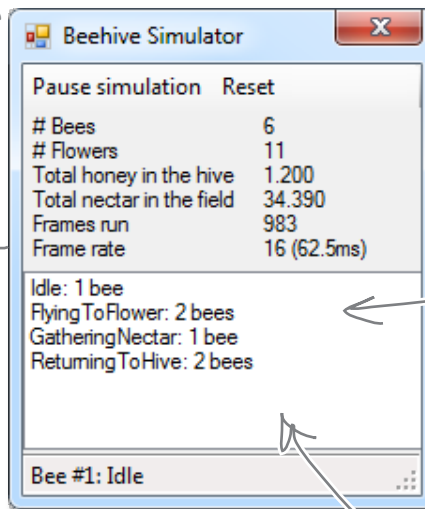 Beehive Simulator
Pause simulation Reset
# Bees 6
# Flowers 11
Total honey in the hive 1.200
Total nectar in the field 34.390
Frames run 983
Frame rate 16 (62.5ms)
Idle: 1 bee
FlyingToFlower: 2 bees
GatheringNectar: 1 bee
ReturningToHive: 2 bees
Bee #1: Idle